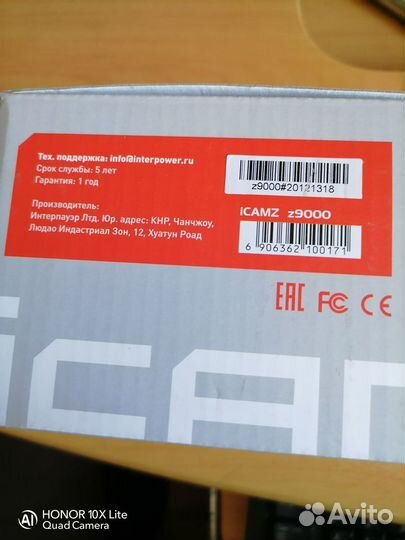 Тех. поддержка: info@interpower.ru
Срок службы: 5 лет
Гарантия: 1 год
Производитель:
Интерпауэр Лтд. Юр. адрес: КНР, Чанчжоу,
Людао Индастриал Зон, 12, Хуатун Роад
z9000#20121318
iCAMZ z9000
6 906362 100171
EAC FC CE
iCAM
AI HONOR 10X Lite
Quad Camera
Avito